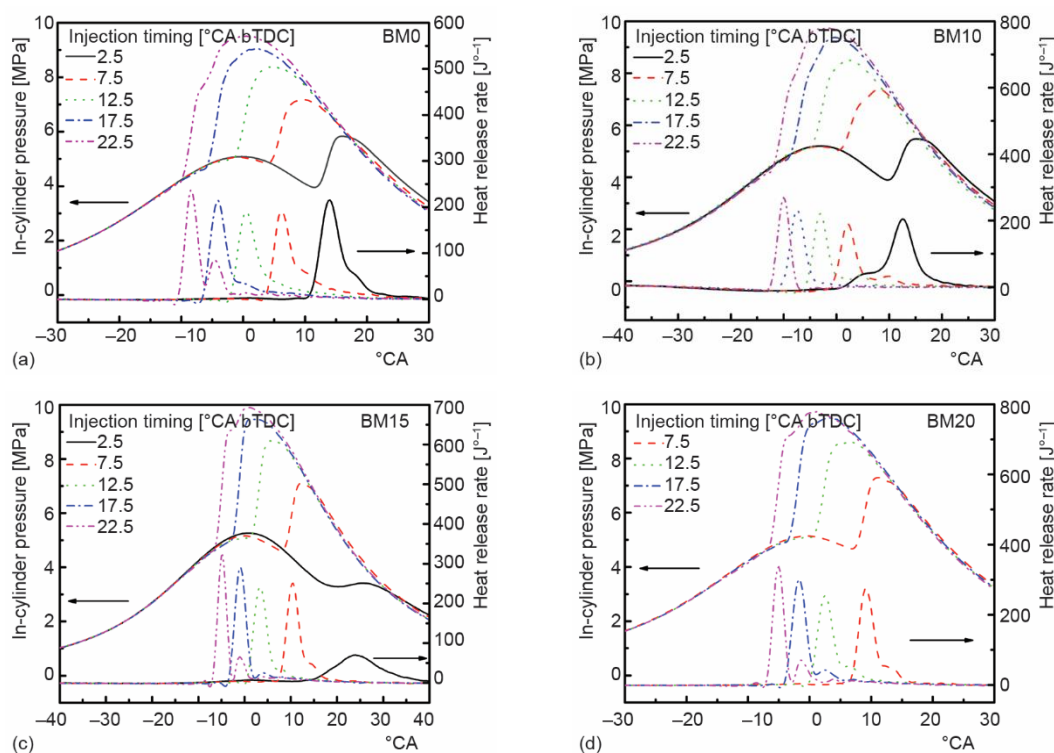 Injection timing [°CA bTDC] BM0
2.5
7.5
12.5
17.5
22.5
In-cylinder pressure [MPa]
10
8
6
4
2
0
Heat release rate [J°⁻¹]
600
500
400
300
200
100
0
–30 –20 –10 0 10 20 30
°CA
(a)
Injection timing [°CA bTDC] BM10
2.5
7.5
12.5
17.5
22.5
In-cylinder pressure [MPa]
10
8
6
4
2
0
Heat release rate [J°⁻¹]
800
600
400
200
0
–40 –30 –20 –10 0 10 20 30
°CA
(b)
Injection timing [°CA bTDC] BM15
2.5
7.5
12.5
17.5
22.5
In-cylinder pressure [MPa]
10
8
6
4
2
0
Heat release rate [J°⁻¹]
700
600
500
400
300
200
100
0
–40 –30 –20 –10 0 10 20 30 40
°CA
(c)
Injection timing [°CA bTDC] BM20
7.5
12.5
17.5
22.5
In-cylinder pressure [MPa]
10
8
6
4
2
0
Heat release rate [J°⁻¹]
800
600
400
200
0
–30 –20 –10 0 10 20 30
°CA
(d)